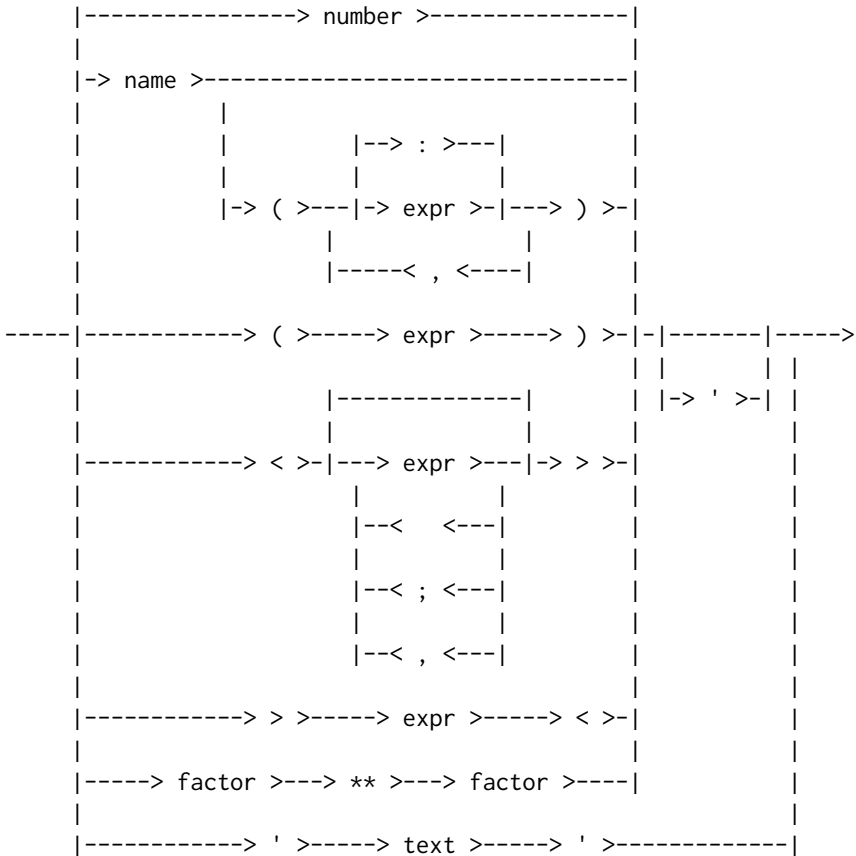 |---------------> number >--------------|
| |
|-> name >------------------------------|
| | |
| | |--> : >---| |
| | | | |
| |-> ( >---|-> expr >-|---> ) >-|
| | | |
| |-----< , <----| |
| |
-----|------------> ( >-----> expr >-----> ) >-|-|-------|----->
| | | | |
| |--------------| | |-> ' >-| |
| | | | |
|------------> < >-|---> expr >---|-> > >-| |
| | | | |
| |--< <---| | |
| | | | |
| |--< ; <---| | |
| | | | |
| |--< , <---| | |
| | |
|------------> > >-----> expr >-----> < >-| |
| | |
|-----> factor >---> ** >---> factor >----| |
| |
|------------> ' >-----> text >-----> ' >-------------|